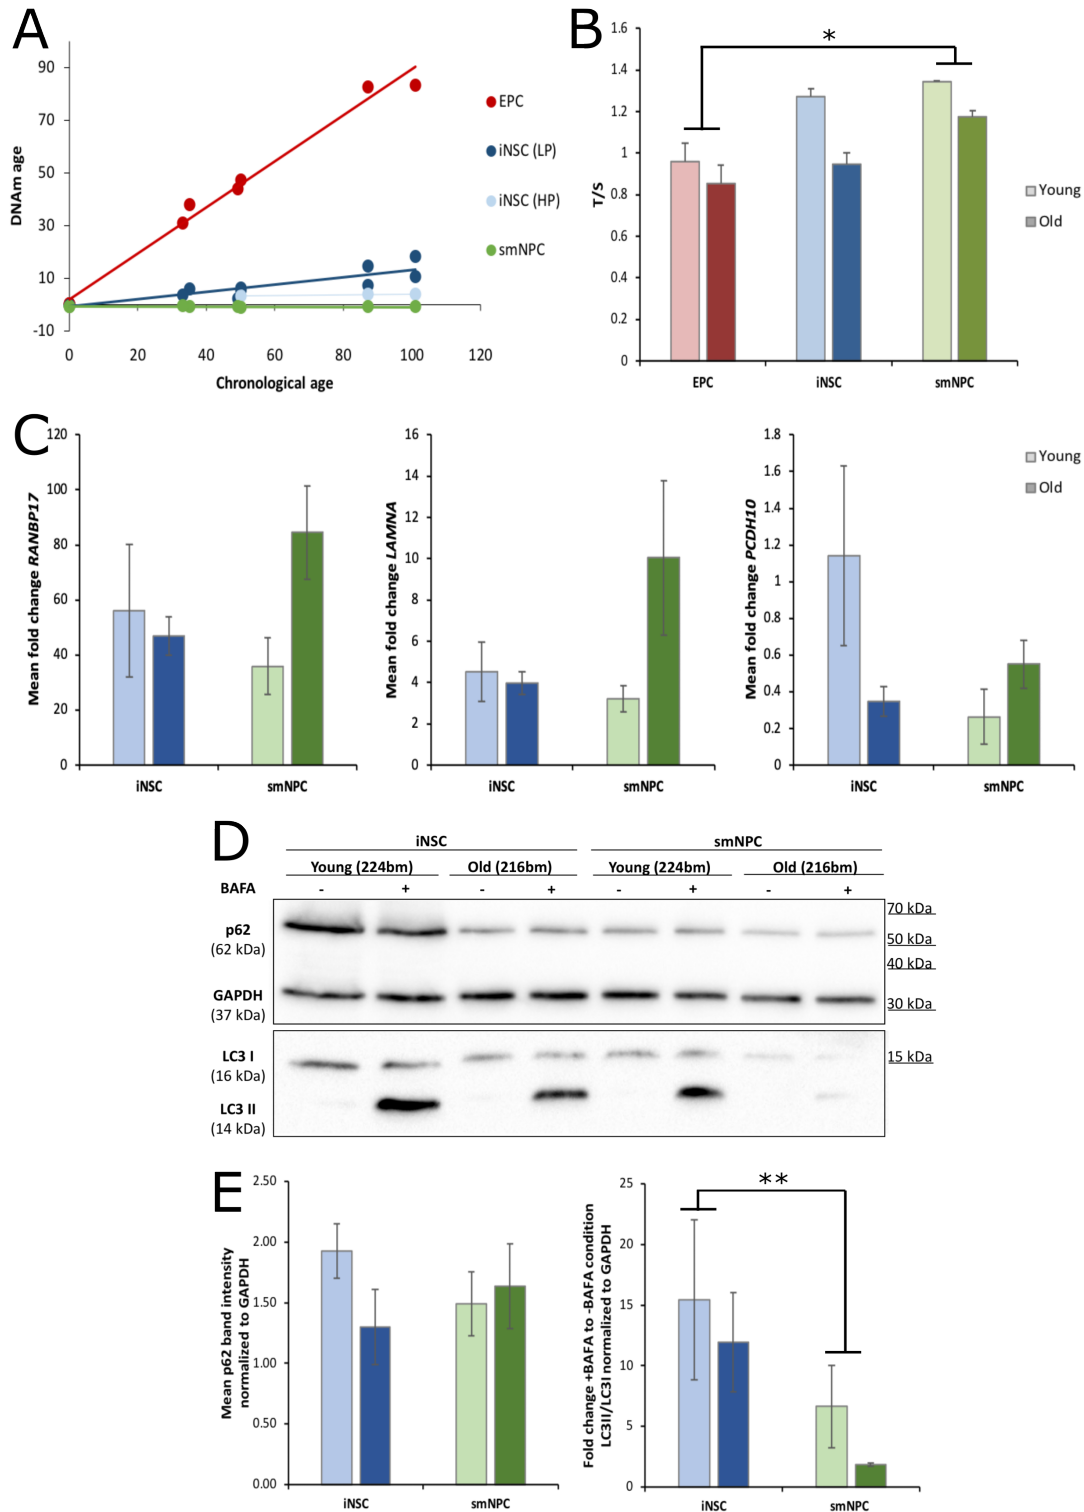 A
90
70
50
30
10
-10
0
20
40
60
80
100
120
DNAm age
Chronological age
EPC
iNSC (LP)
iNSC (HP)
smNPC
B
1.6
1.4
1.2
1
0.8
0.6
0.4
0.2
0
T/S
*
EPC
iNSC
smNPC
Young
Old
C
120
100
80
60
40
20
0
Mean fold change RANBP17
iNSC
smNPC
16
14
12
10
8
6
4
2
0
Mean fold change LAMNA
iNSC
smNPC
1.8
1.6
1.4
1.2
1
0.8
0.6
0.4
0.2
0
Mean fold change PCDH10
iNSC
smNPC
Young
Old
D
iNSC
smNPC
Young (224bm)
Old (216bm)
Young (224bm)
Old (216bm)
BAFA
- + - + - + - +
p62
(62 kDa)
GAPDH
(37 kDa)
70 kDa
50 kDa
40 kDa
30 kDa
LC3 I
(16 kDa)
LC3 II
(14 kDa)
15 kDa
E
2.50
2.00
1.50
1.00
0.50
0.00
Mean p62 band intensity
normalized to GAPDH
iNSC
smNPC
25
20
15
10
5
0
Fold change +BAFA to -BAFA condition
LC3II/LC3I normalized to GAPDH
**
iNSC
smNPC